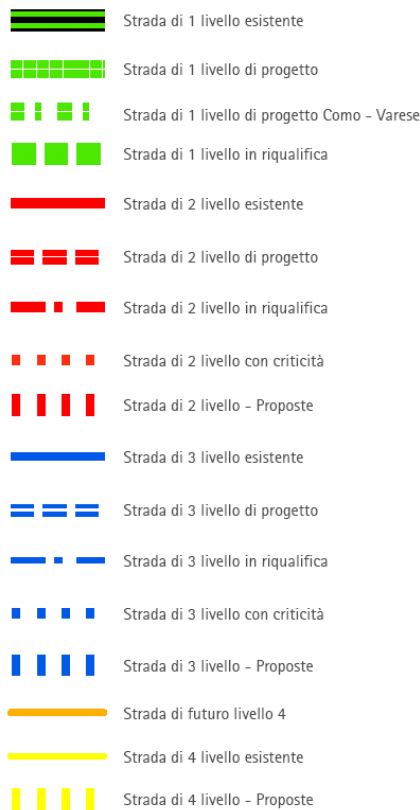 Strada di 1 livello esistente
Strada di 1 livello di progetto
Strada di 1 livello di progetto Como - Varese
Strada di 1 livello in riqualifica
Strada di 2 livello esistente
Strada di 2 livello di progetto
Strada di 2 livello in riqualifica
Strada di 2 livello con criticità
Strada di 2 livello - Proposte
Strada di 3 livello esistente
Strada di 3 livello di progetto
Strada di 3 livello in riqualifica
Strada di 3 livello con criticità
Strada di 3 livello - Proposte
Strada di futuro livello 4
Strada di 4 livello esistente
Strada di 4 livello - Proposte